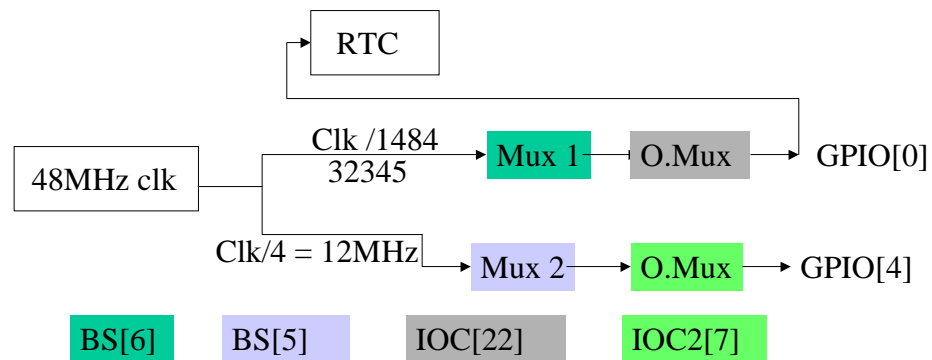 RTC
Clk /1484
32345
Mux 1
O.Mux
GPIO[0]
48MHz clk
Clk/4 = 12MHz
Mux 2
O.Mux
GPIO[4]
BS[6]
BS[5]
IOC[22]
IOC2[7]